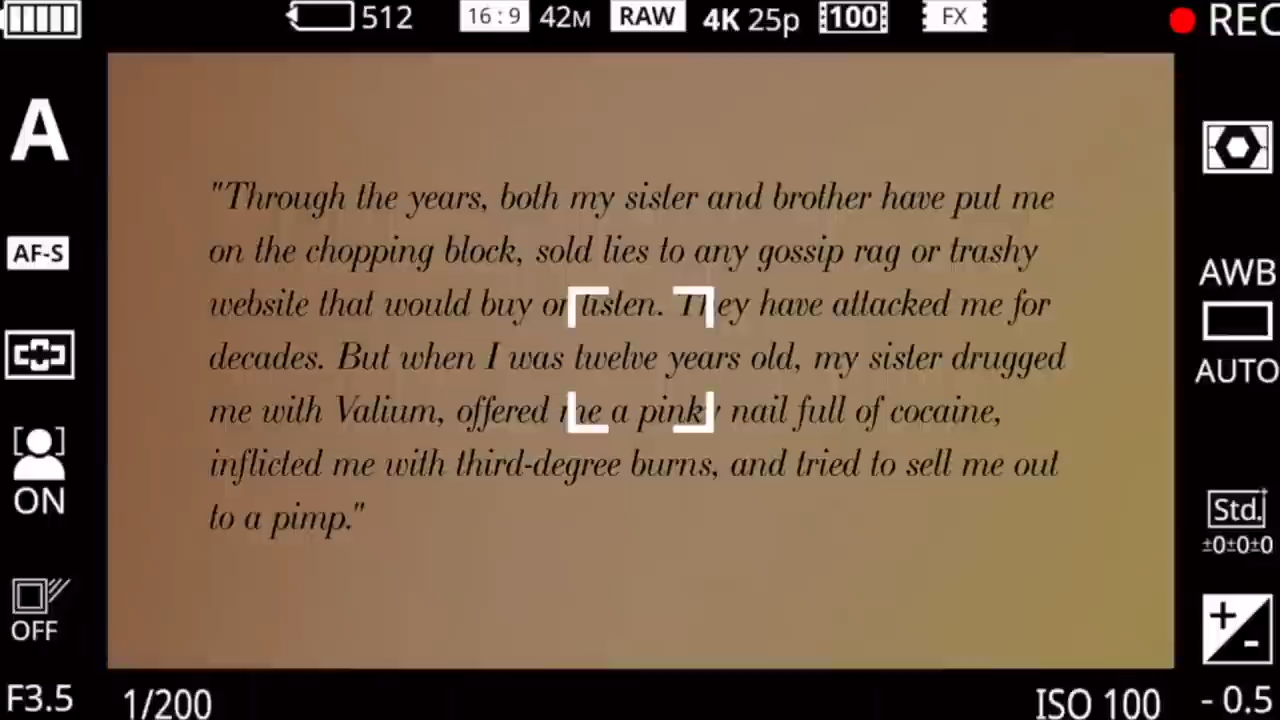 512 16:9 42M RAW 4K 25p 100 FX REC
A
"Through the years, both my sister and brother have put me
on the chopping block, sold lies to any gossip rag or trashy
website that would buy or listen. They have attacked me for
decades. But when I was twelve years old, my sister drugged
me with Valium, offered me a pinky nail full of cocaine,
inflicted me with third-degree burns, and tried to sell me out
to a pimp."
AF-S
ON
OFF
AWB
AUTO
Std.
±0±0±0
+ -
F3.5 1/200 ISO 100 - 0.5